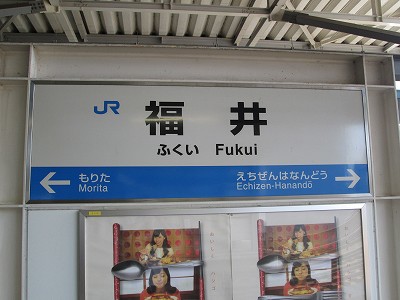 JR 福井
ふくい Fukui
もりた えちぜんはなんどう
Morita Echizen-Hanandō